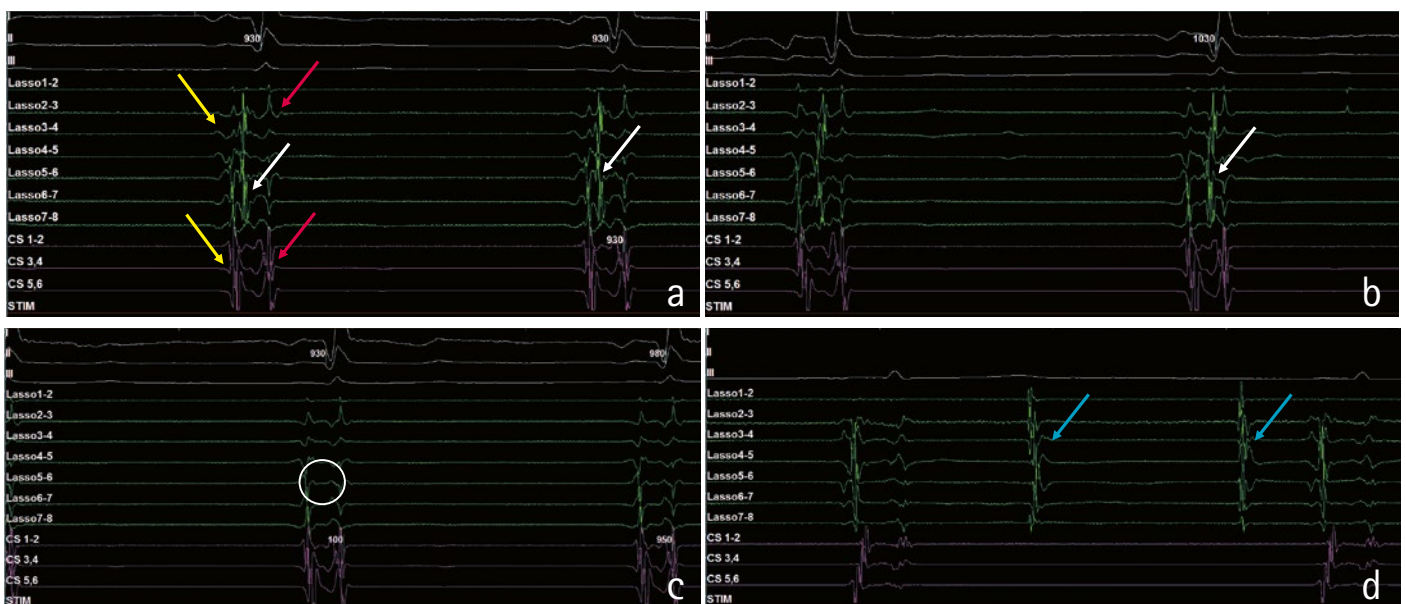 I
930
930
II
III
Lasso1-2
Lasso2-3
Lasso3-4
Lasso4-5
Lasso5-6
Lasso6-7
Lasso7-8
CS 1-2
930
CS 3,4
CS 5,6
STIM
a
I
II
1030
III
Lasso1-2
Lasso2-3
Lasso3-4
Lasso4-5
Lasso5-6
Lasso6-7
Lasso7-8
CS 1-2
CS 3,4
CS 5,6
STIM
b
I
II
930
980
III
Lasso1-2
Lasso2-3
Lasso3-4
Lasso4-5
Lasso5-6
Lasso6-7
Lasso7-8
CS 1-2
100
950
CS 3,4
CS 5,6
STIM
c
I
II
III
Lasso1-2
Lasso2-3
Lasso3-4
Lasso4-5
Lasso5-6
Lasso6-7
Lasso7-8
CS 1-2
CS 3,4
CS 5,6
STIM
d